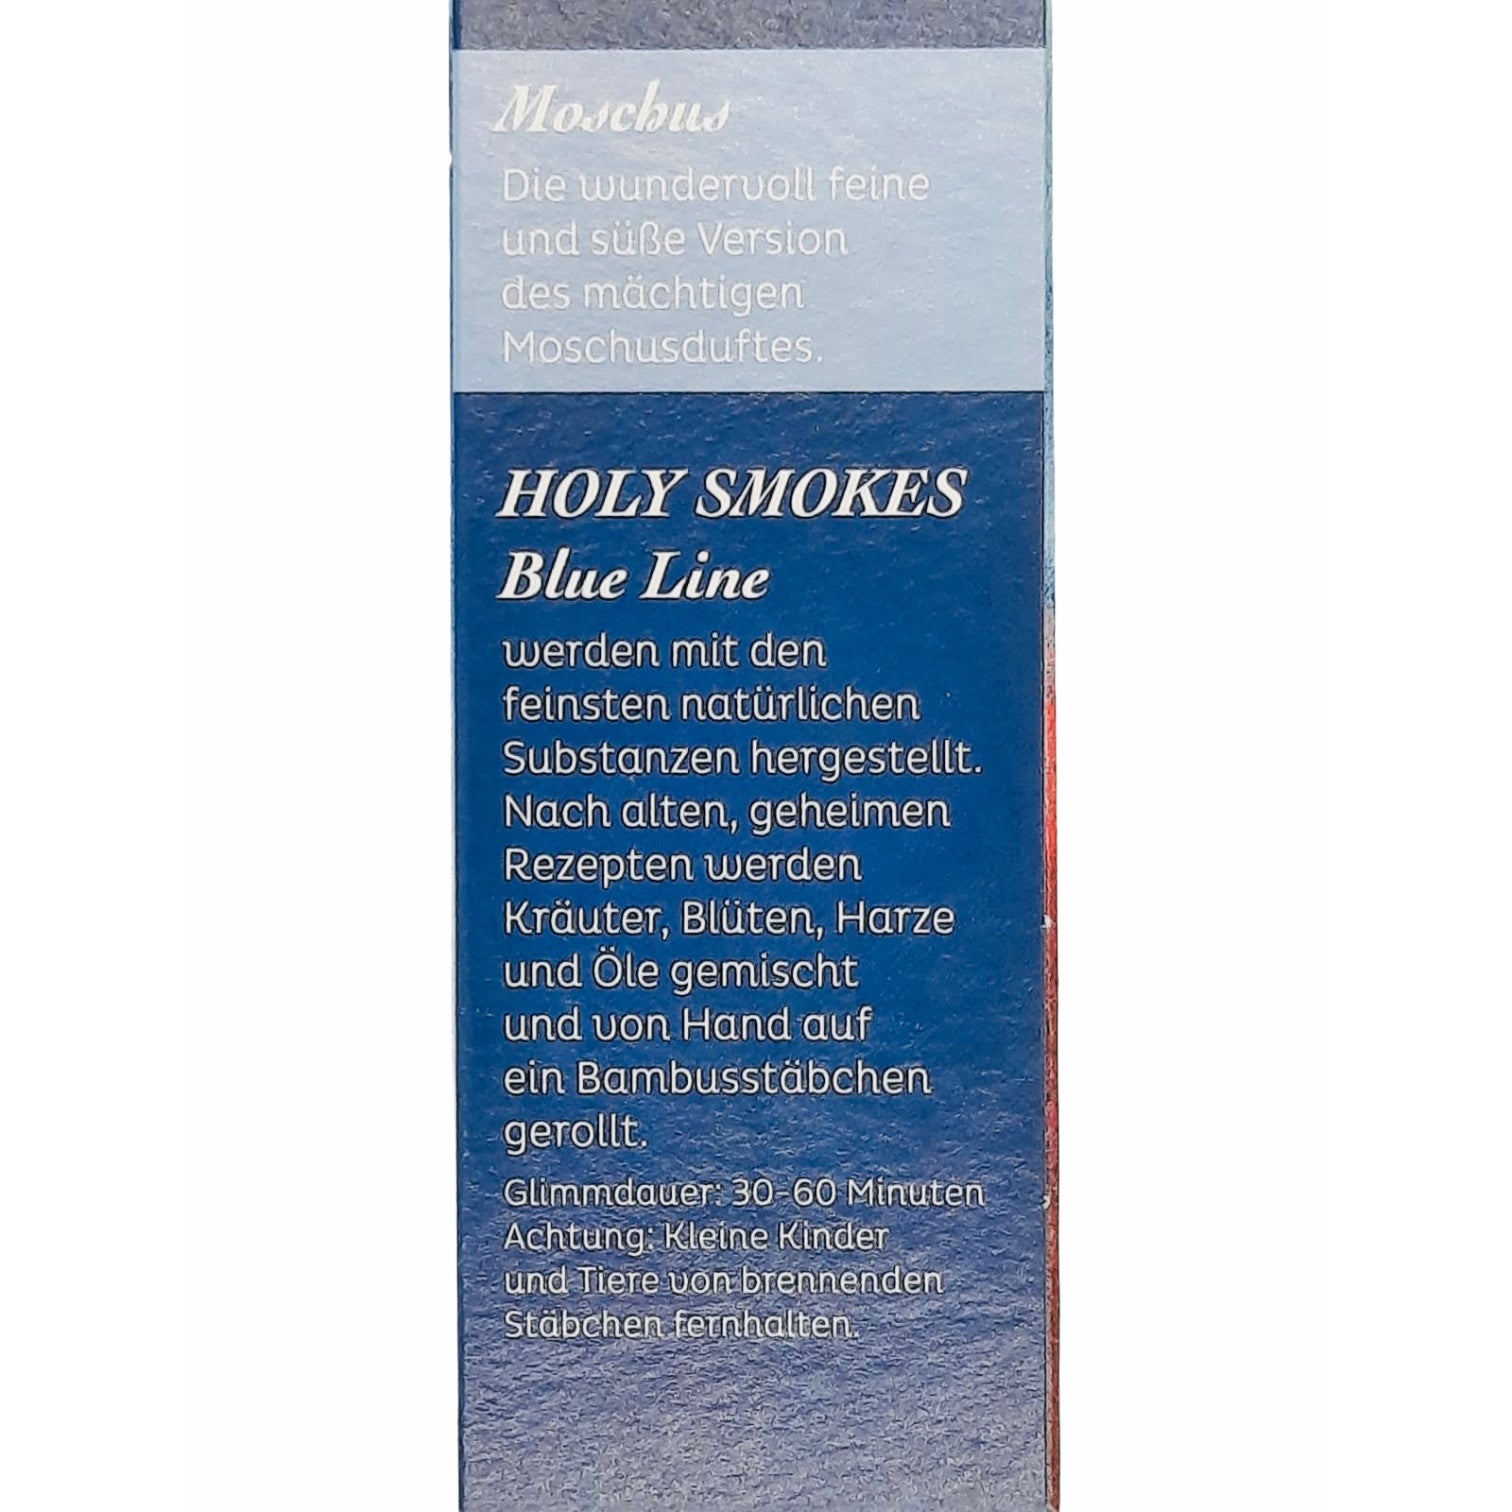 Moschus
Die wundervoll feine
und süße Version
des mächtigen
Moschusduftes.
HOLY SMOKES
Blue Line
werden mit den
feinsten natürlichen
Substanzen hergestellt.
Nach alten, geheimen
Rezepten werden
Kräuter, Blüten, Harze
und Öle gemischt
und von Hand auf
ein Bambusstäbchen
gerollt.
Glimmdauer: 30-60 Minuten
Achtung: Kleine Kinder
und Tiere von brennenden
Stäbchen fernhalten.